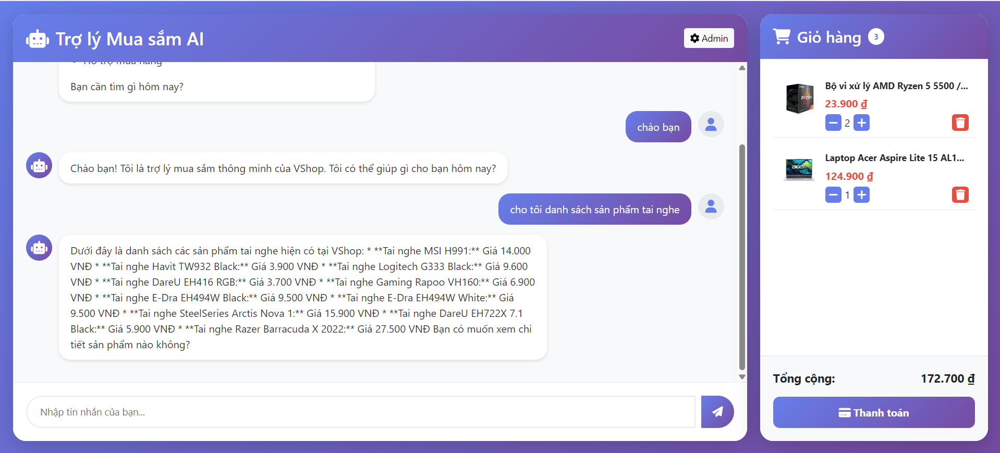 Trợ lý Mua sắm AI
Admin
Hỗ trợ mua hàng
Bạn cần tìm gì hôm nay?
chào bạn
Chào bạn! Tôi là trợ lý mua sắm thông minh của VShop. Tôi có thể giúp gì cho bạn hôm nay?
cho tôi danh sách sản phẩm tai nghe
Dưới đây là danh sách các sản phẩm tai nghe hiện có tại VShop: * **Tai nghe MSI H991:** Giá 14.000
VNĐ * **Tai nghe Havit TW932 Black:** Giá 3.900 VNĐ * **Tai nghe Logitech G333 Black:** Giá 9.600
VNĐ * **Tai nghe DareU EH416 RGB:** Giá 3.700 VNĐ * **Tai nghe Gaming Rapoo VH160:** Giá 6.900
VNĐ * **Tai nghe E-Dra EH494W Black:** Giá 9.500 VNĐ * **Tai nghe E-Dra EH494W White:** Giá
9.500 VNĐ * **Tai nghe SteelSeries Arctis Nova 1:** Giá 15.900 VNĐ * **Tai nghe DareU EH722X 7.1
Black:** Giá 5.900 VNĐ * **Tai nghe Razer Barracuda X 2022:** Giá 27.500 VNĐ Bạn có muốn xem chi
tiết sản phẩm nào không?
Nhập tin nhắn của bạn...
Giỏ hàng 3
RYZEN
Bộ vi xử lý AMD Ryzen 5 5500 /...
23.900 ₫
2
acer
Laptop Acer Aspire Lite 15 AL1...
124.900 ₫
1
Tổng cộng: 172.700 ₫
Thanh toán